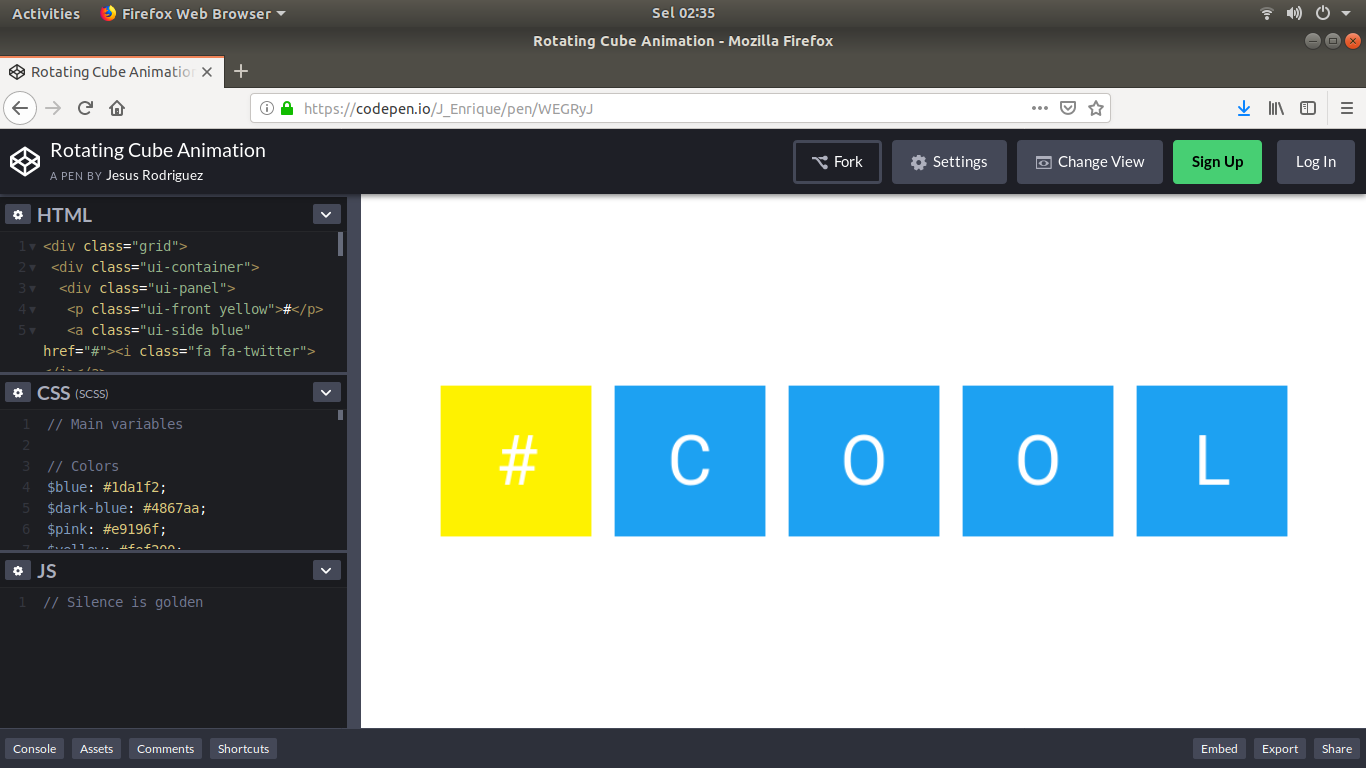 Activities Firefox Web Browser Sel 02:35
Rotating Cube Animation - Mozilla Firefox
Rotating Cube Animation
https://codepen.io/J_Enrique/pen/WEGRyJ
Rotating Cube Animation
A PEN BY Jesus Rodriguez
Fork Settings Change View Sign Up Log In
HTML
1 <div class="grid">
2 <div class="ui-container">
3 <div class="ui-panel">
4 <p class="ui-front yellow">#</p>
5 <a class="ui-side blue"
href="#"><i class="fa fa-twitter">
</i></a>
CSS (SCSS)
1 // Main variables
2
3 // Colors
4 $blue: #1da1f2;
5 $dark-blue: #4867aa;
6 $pink: #e9196f;
7 $yellow: #fef200;
JS
1 // Silence is golden
# C O O L
Console Assets Comments Shortcuts Embed Export Share